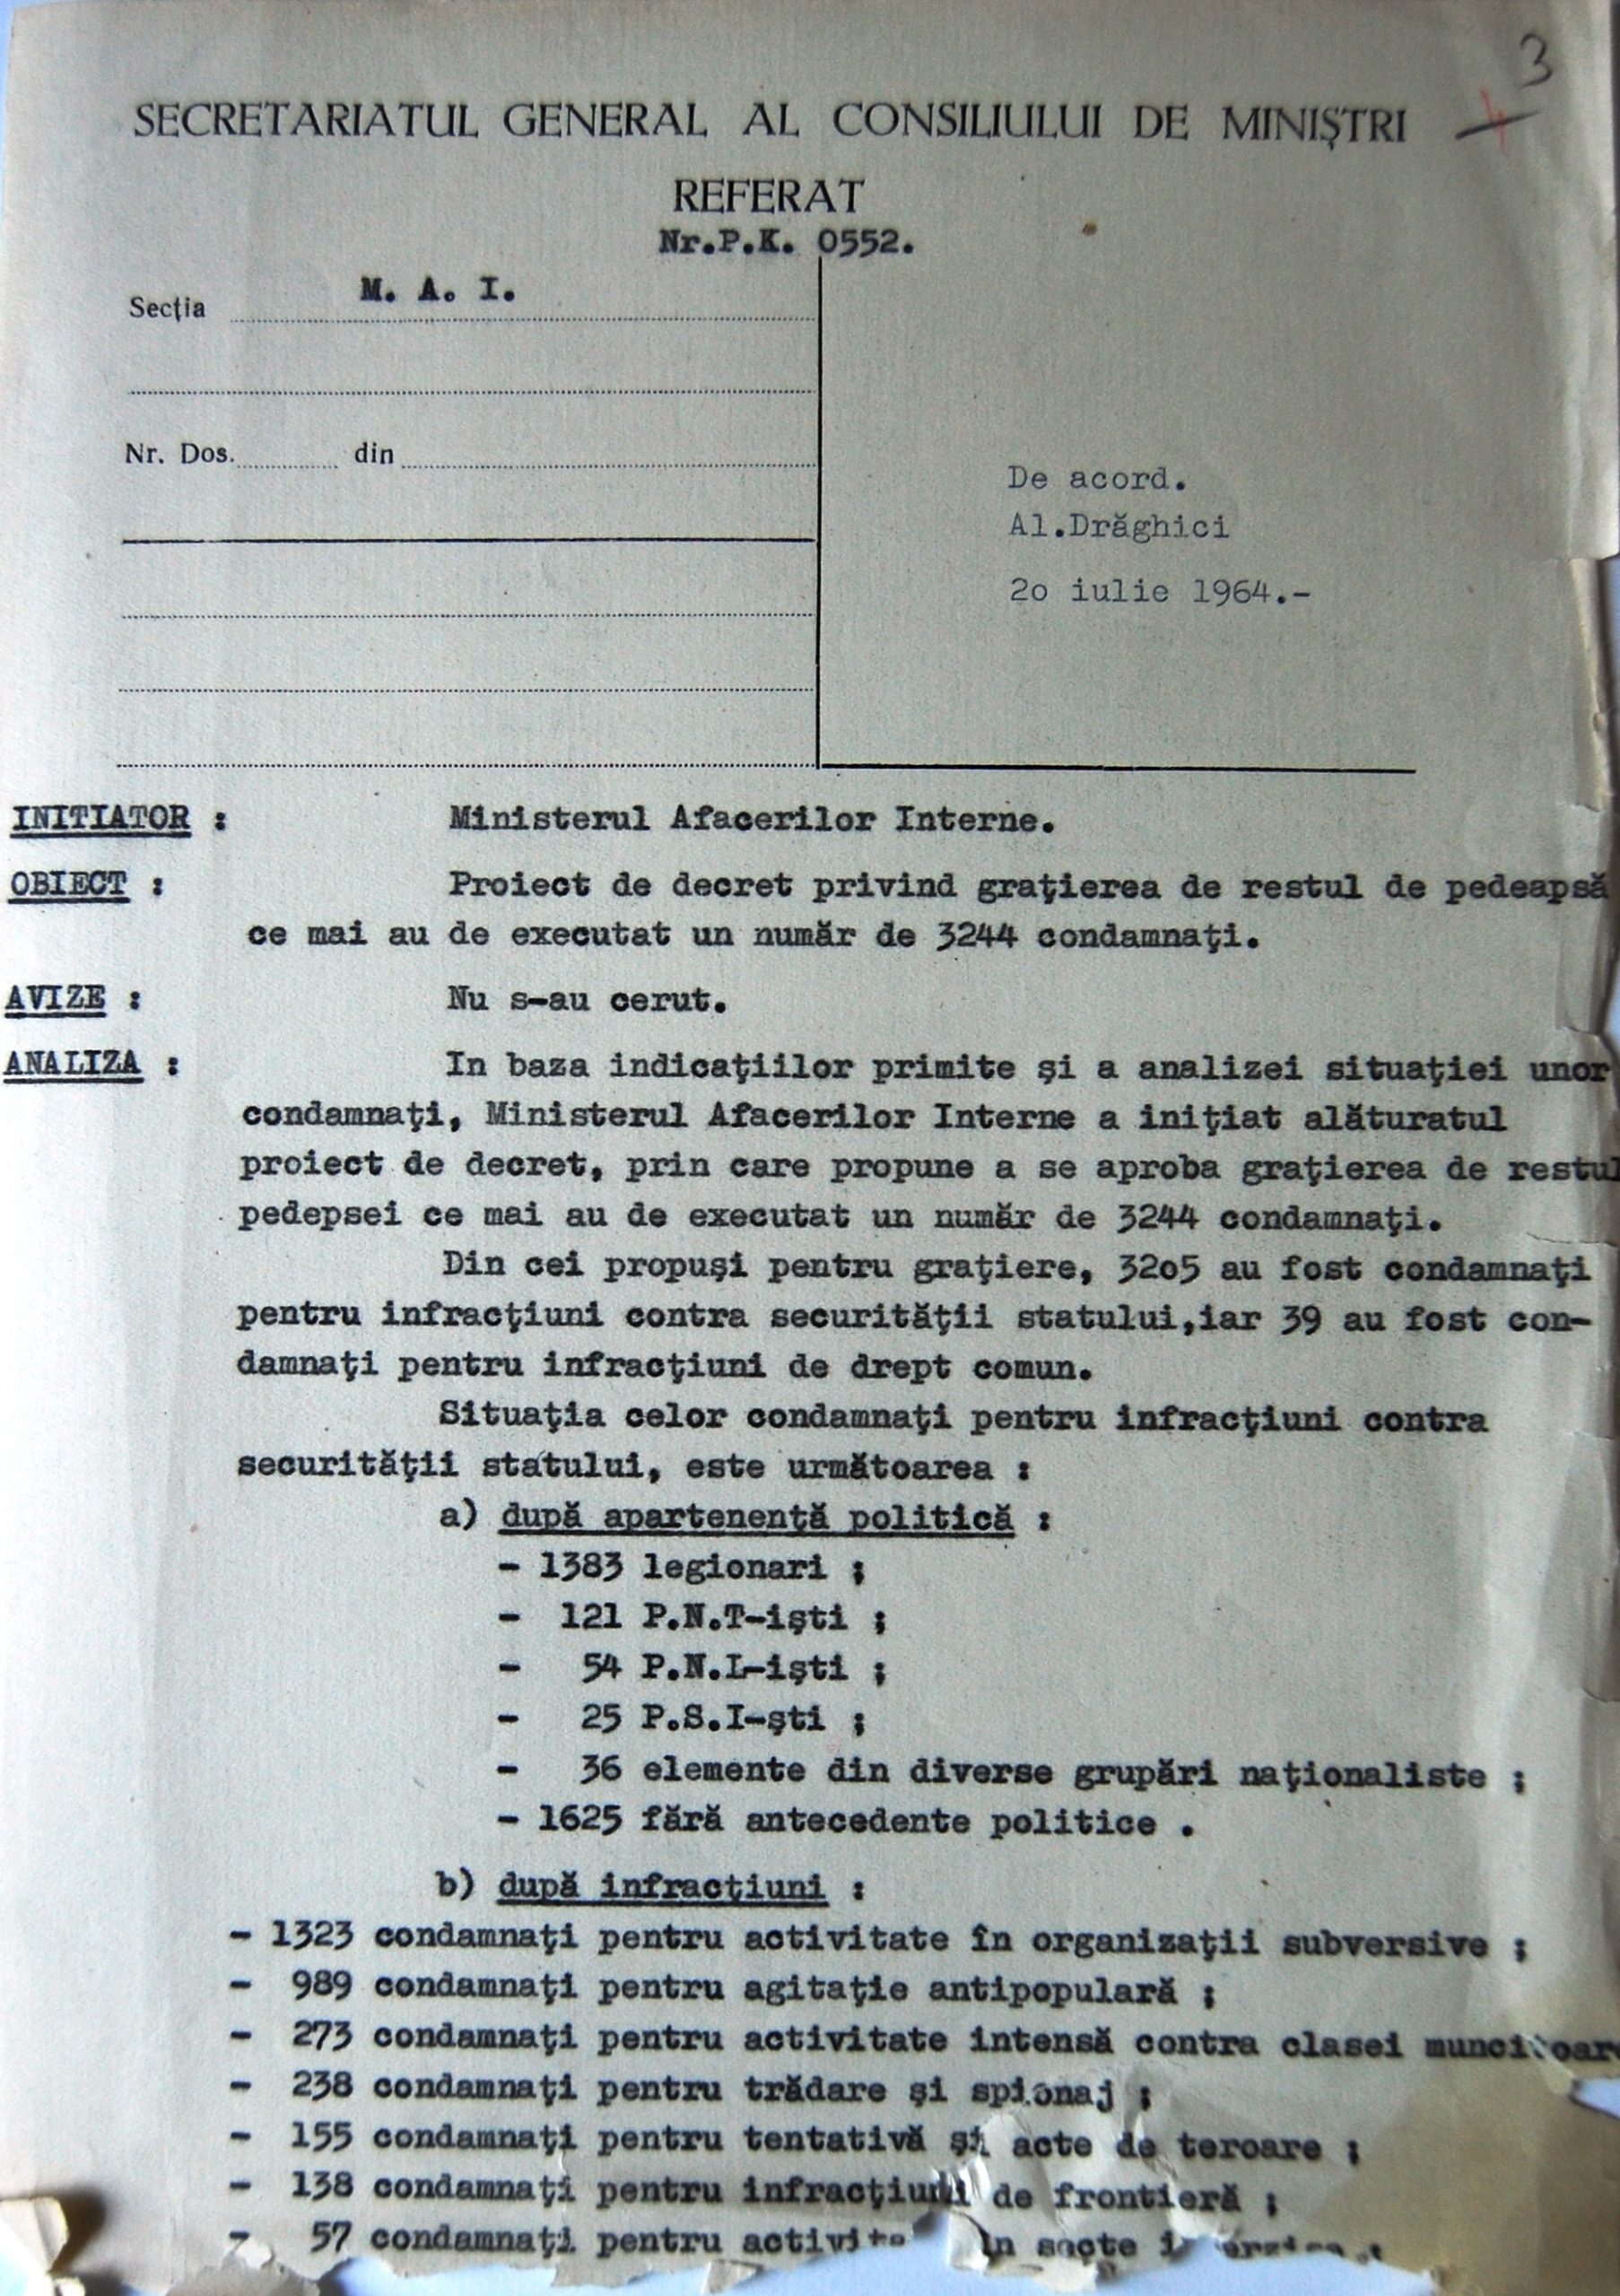 3
4
SECRETARIATUL GENERAL AL CONSILIULUI DE MINIȘTRI
REFERAT
Nr.P.K. 0552.
Secția M. A. I.
Nr. Dos. din
De acord.
Al.Drăghici
2o iulie 1964.-
INITIATOR : Ministerul Afacerilor Interne.
OBIECT : Proiect de decret privind grațierea de restul de pedeapsă
ce mai au de executat un număr de 3244 condamnați.
AVIZE : Nu s-au cerut.
ANALIZA : In baza indicațiilor primite și a analizei situației unor
condamnați, Ministerul Afacerilor Interne a inițiat alăturatul
proiect de decret, prin care propune a se aproba grațierea de restul
pedepsei ce mai au de executat un număr de 3244 condamnați.
Din cei propuși pentru grațiere, 32o5 au fost condamnați
pentru infracțiuni contra securității statului,iar 39 au fost con-
damnați pentru infracțiuni de drept comun.
Situația celor condamnați pentru infracțiuni contra
securității statului, este următoarea :
a) după apartenență politică :
- 1383 legionari ;
- 121 P.N.T-iști ;
- 54 P.N.L-iști ;
- 25 P.S.I-ști ;
- 36 elemente din diverse grupări naționaliste ;
- 1625 fără antecedente politice .
b) după infracțiuni :
- 1323 condamnați pentru activitate în organizații subversive ;
- 989 condamnați pentru agitație antipopulară ;
- 273 condamnați pentru activitate intensă contra clasei muncitoare
- 238 condamnați pentru trădare și spionaj ;
- 155 condamnați pentru tentativă și acte de teroare ;
- 138 condamnați pentru infracțiuni de frontieră ;
- 57 condamnați pentru in secte